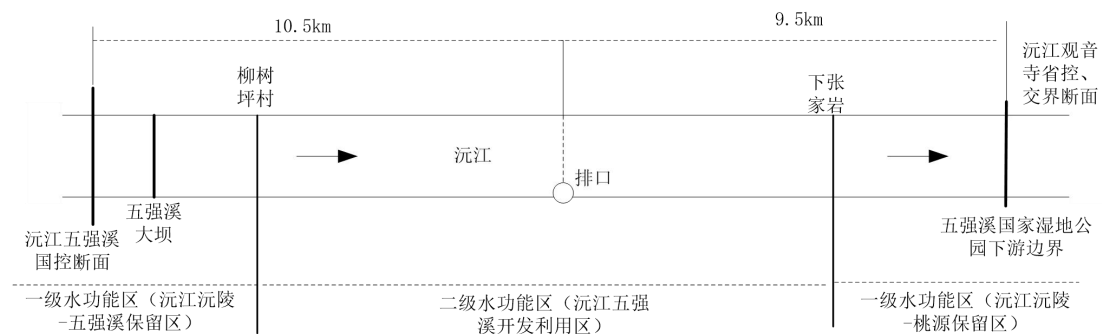 10.5km
9.5km
沅江观音
寺省控、
交界断面
柳树
坪村
下张
家岩
沅江
排口
五强溪
大坝
沅江五强溪
国控断面
五强溪国家湿地公
园下游边界
一级水功能区（沅江沅陵
-五强溪保留区）
二级水功能区（沅江五强
溪开发利用区）
一级水功能区（沅江沅陵
-桃源保留区）